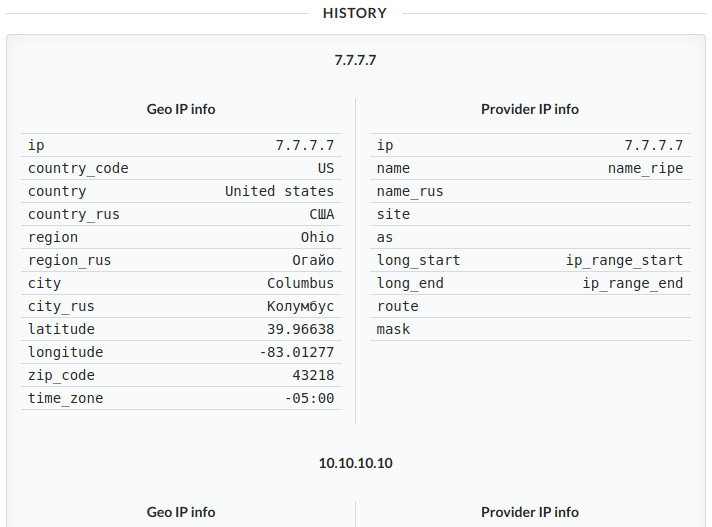 HISTORY
7.7.7.7
Geo IP info
ip 7.7.7.7
country_code US
country United states
country_rus США
region Ohio
region_rus Огайо
city Columbus
city_rus Колумбус
latitude 39.96638
longitude -83.01277
zip_code 43218
time_zone -05:00
Provider IP info
ip 7.7.7.7
name name_ripe
name_rus
site
as
long_start ip_range_start
long_end ip_range_end
route
mask
10.10.10.10
Geo IP info
Provider IP info